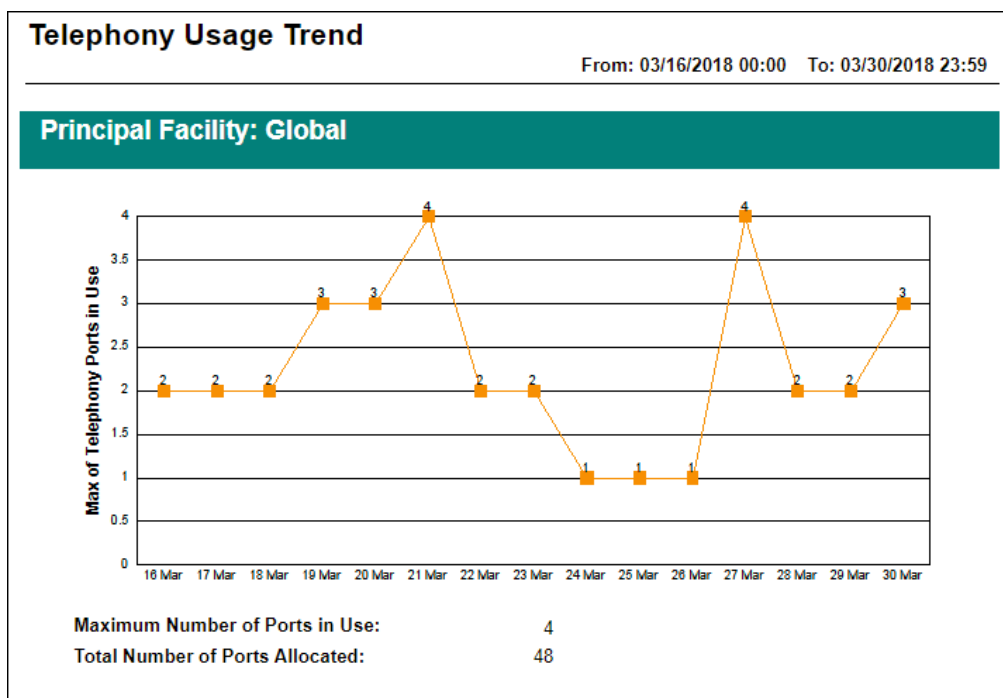 Telephony Usage Trend
From: 03/16/2018 00:00 To: 03/30/2018 23:59
Principal Facility: Global
Max of Telephony Ports in Use
4
3.5
3
2.5
2
1.5
1
0.5
0
2 2 2 3 3 4 2 2 1 1 1 4 2 2 3
16 Mar 17 Mar 18 Mar 19 Mar 20 Mar 21 Mar 22 Mar 23 Mar 24 Mar 25 Mar 26 Mar 27 Mar 28 Mar 29 Mar 30 Mar
Maximum Number of Ports in Use: 4
Total Number of Ports Allocated: 48